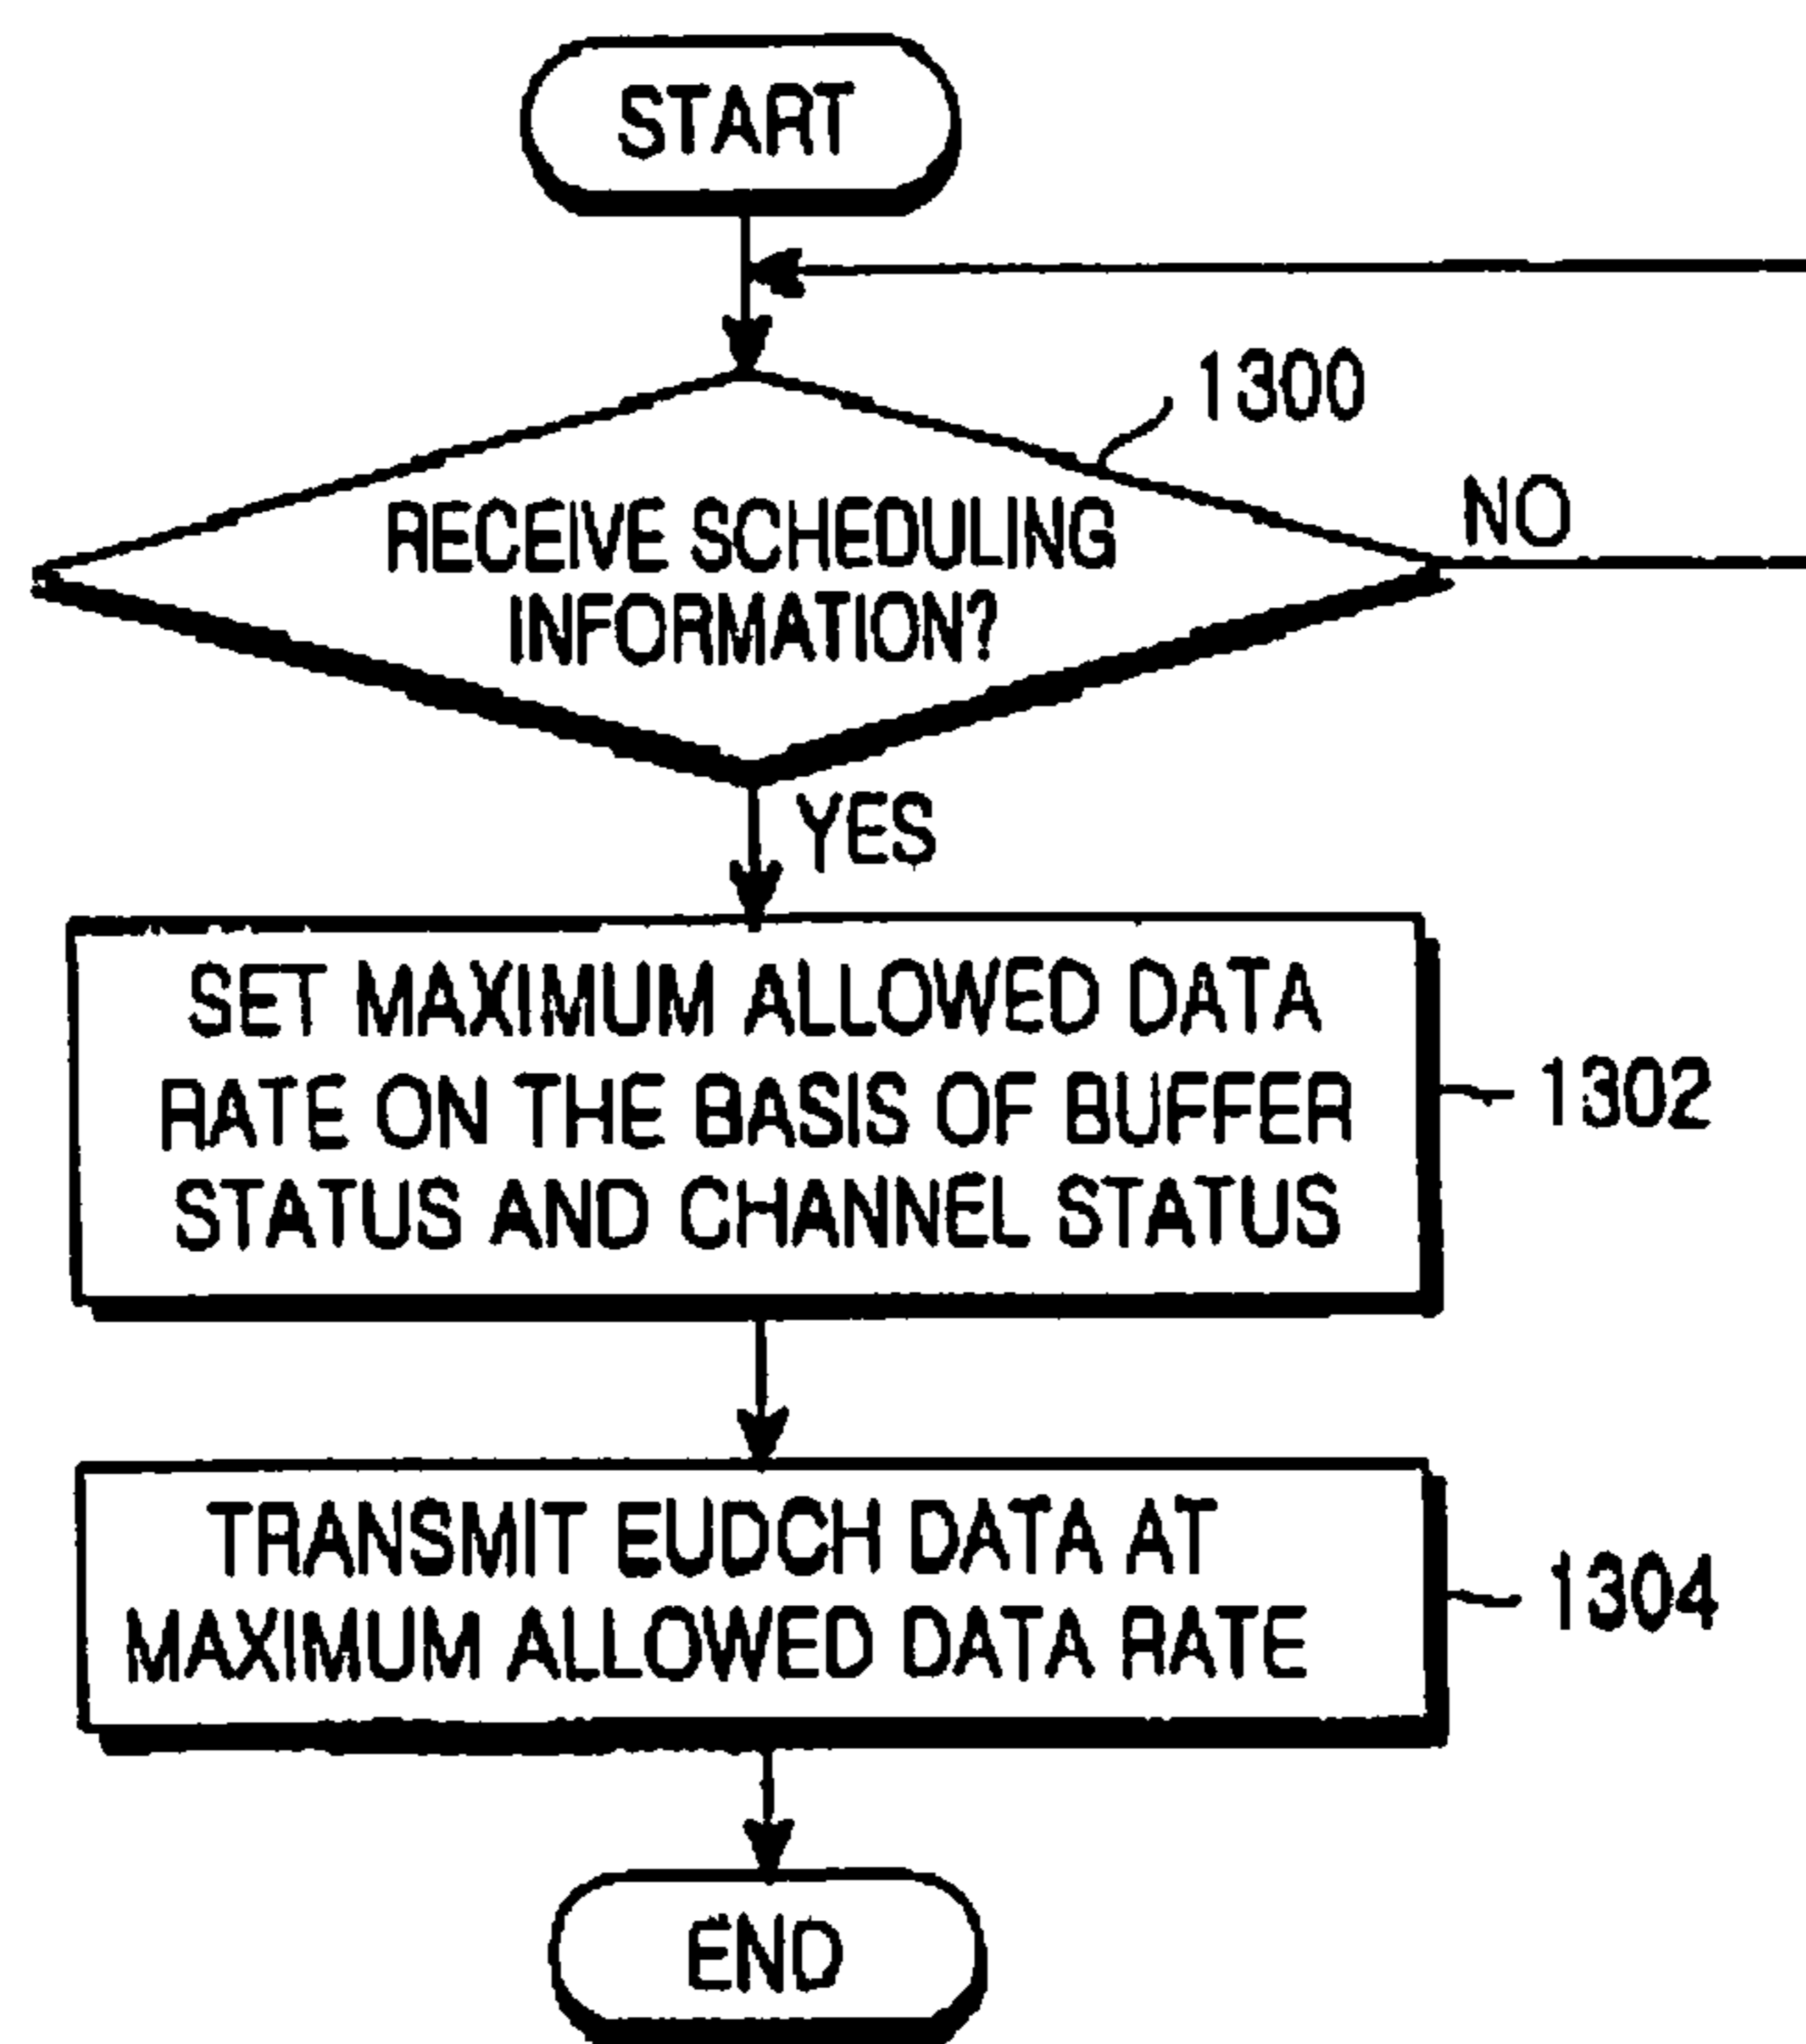 START
1300
RECEIVE SCHEDULING
INFORMATION?
NO
YES
SET MAXIMUM ALLOWED DATA
RATE ON THE BASIS OF BUFFER
STATUS AND CHANNEL STATUS
1302
TRANSMIT EUDCH DATA AT
MAXIMUM ALLOWED DATA RATE
1304
END